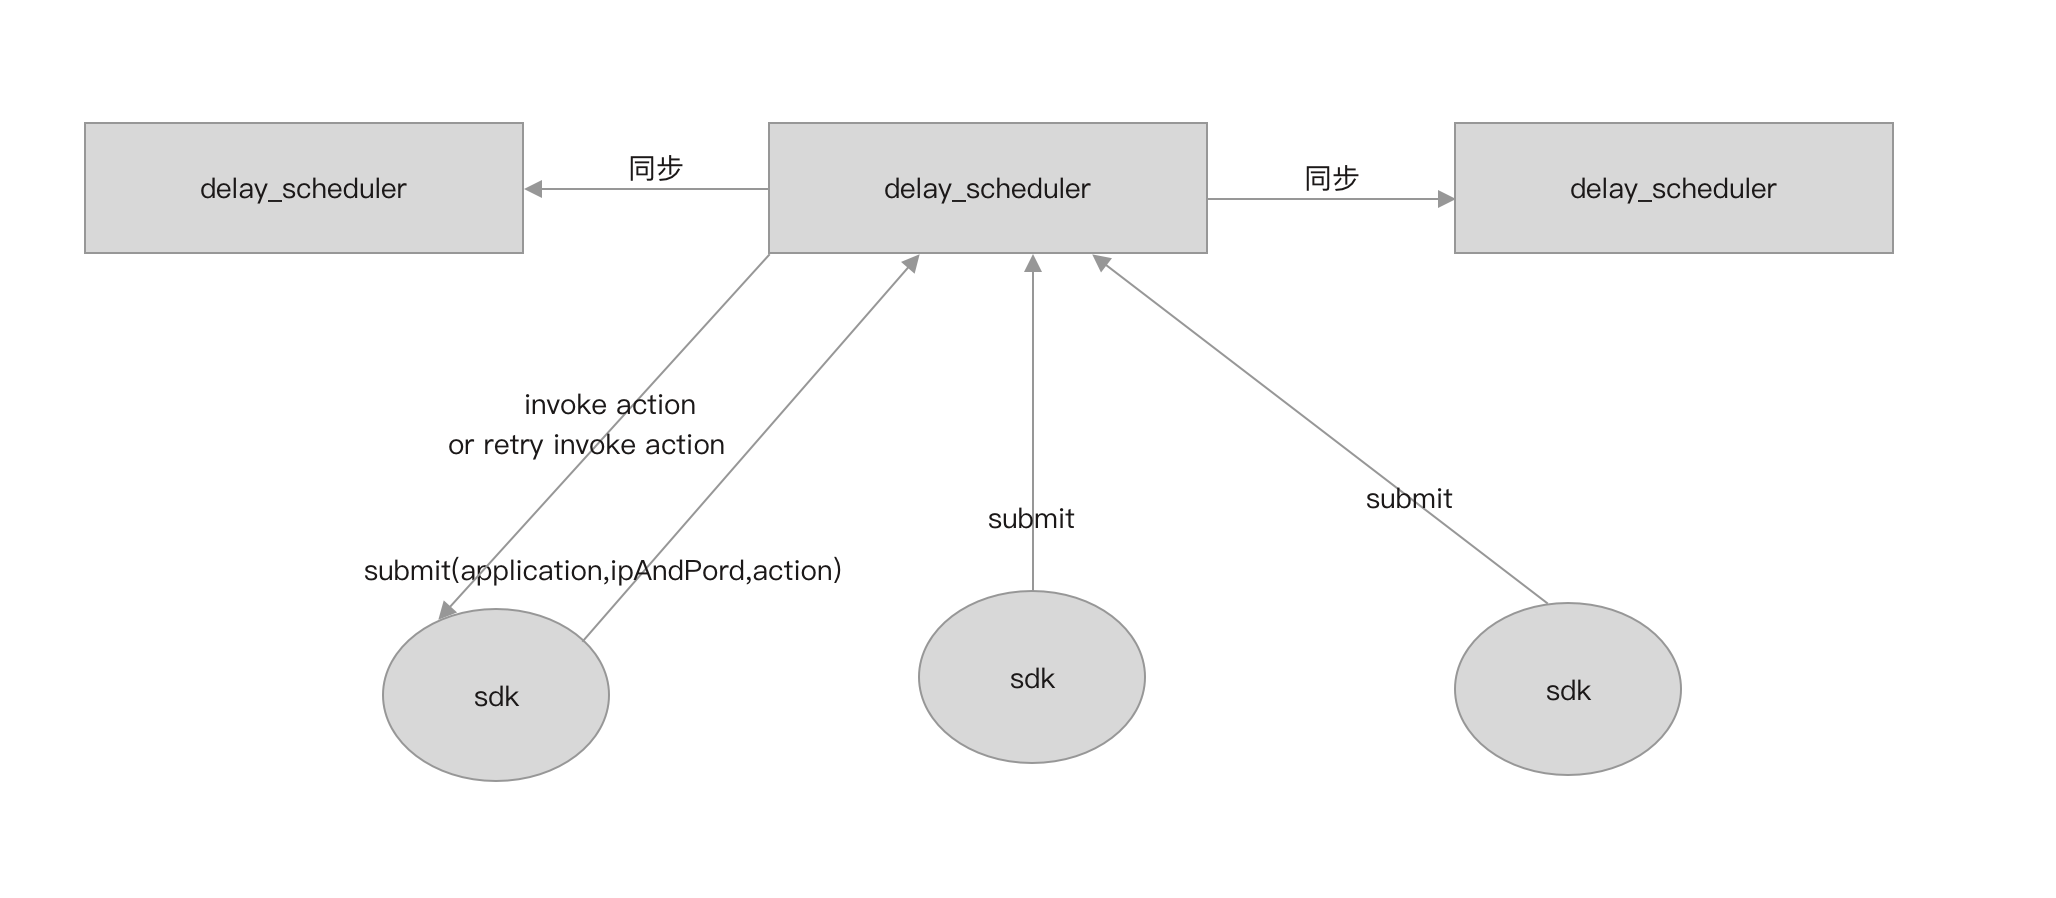 delay_scheduler
同步
delay_scheduler
同步
delay_scheduler
invoke action
or retry invoke action
submit
submit
submit(application,ipAndPord,action)
sdk
sdk
sdk